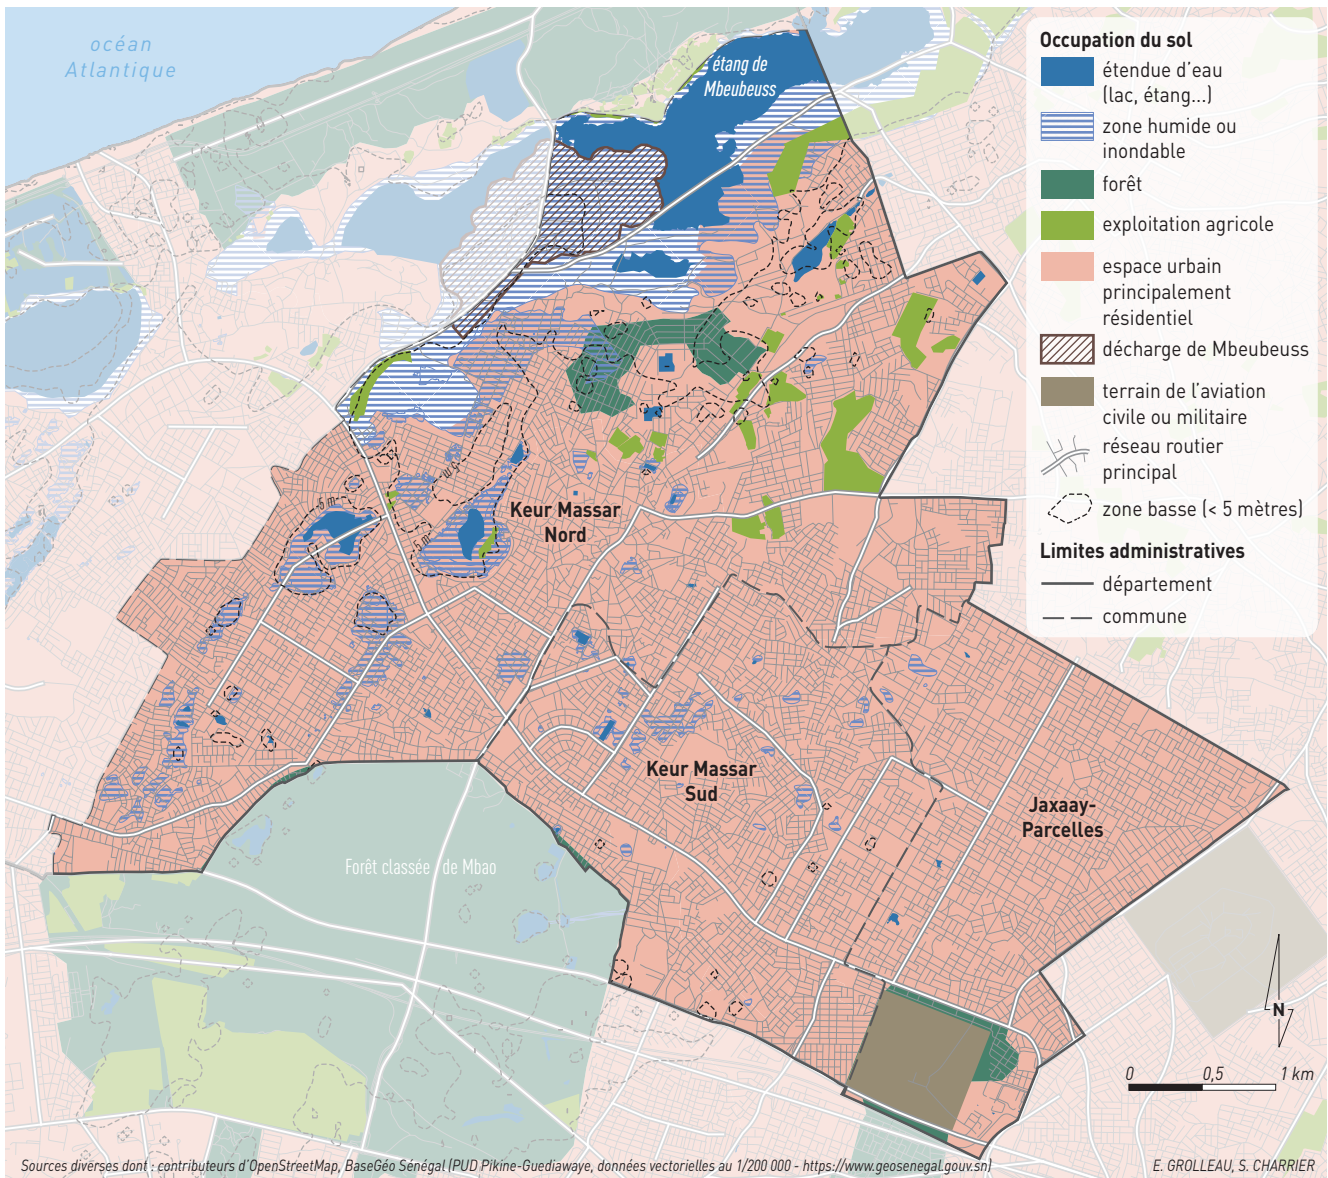 océan
Atlantique
étang de
Mbeubeuss
Occupation du sol
étendue d'eau
(lac, étang...)
zone humide ou
inondable
forêt
exploitation agricole
espace urbain
principalement
résidentiel
décharge de Mbeubeuss
terrain de l'aviation
civile ou militaire
réseau routier
principal
zone basse (< 5 mètres)
Limites administratives
département
commune
5 m
5 m
5 m
Keur Massar
Nord
Keur Massar
Sud
Jaxaay-
Parcelles
Forêt classée de Mbao
N
0 0,5 1 km
Sources diverses dont : contributeurs d'OpenStreetMap, BaseGéo Sénégal (PUD Pikine-Guediawaye, données vectorielles au 1/200 000 - https://www.geosenegal.gouv.sn)
E. GROLLEAU, S. CHARRIER